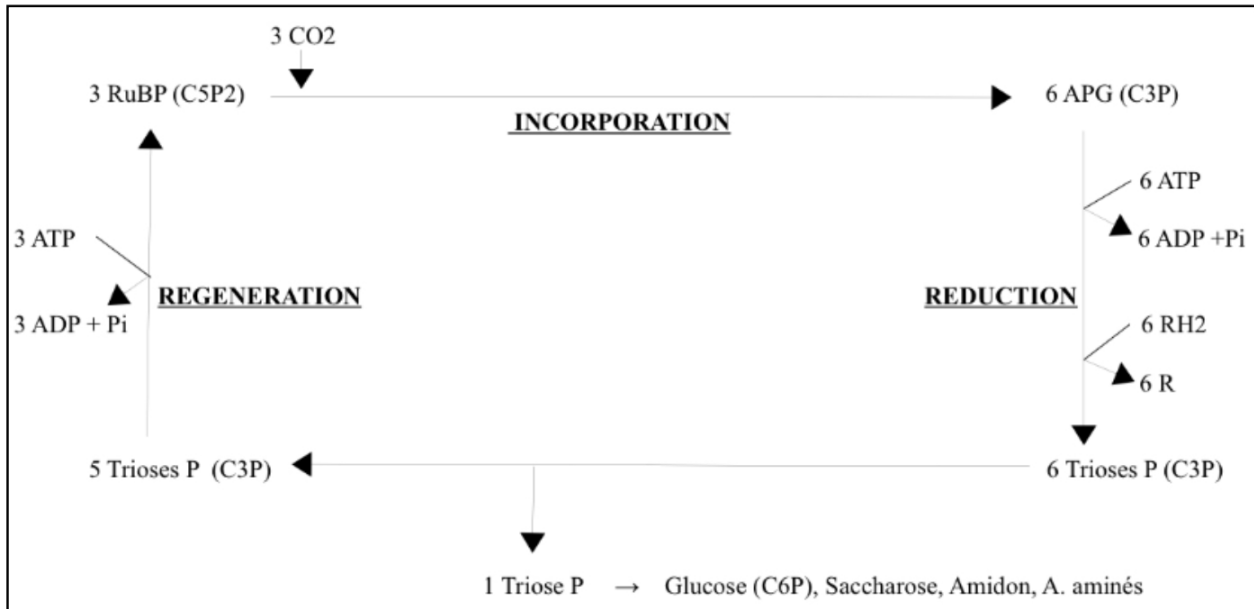 3 CO2
3 RuBP (C5P2)
6 APG (C3P)
INCORPORATION
6 ATP
3 ATP
6 ADP +Pi
REGENERATION
REDUCTION
3 ADP + Pi
6 RH2
6 R
5 Trioses P (C3P)
6 Trioses P (C3P)
1 Triose P → Glucose (C6P), Saccharose, Amidon, A. aminés